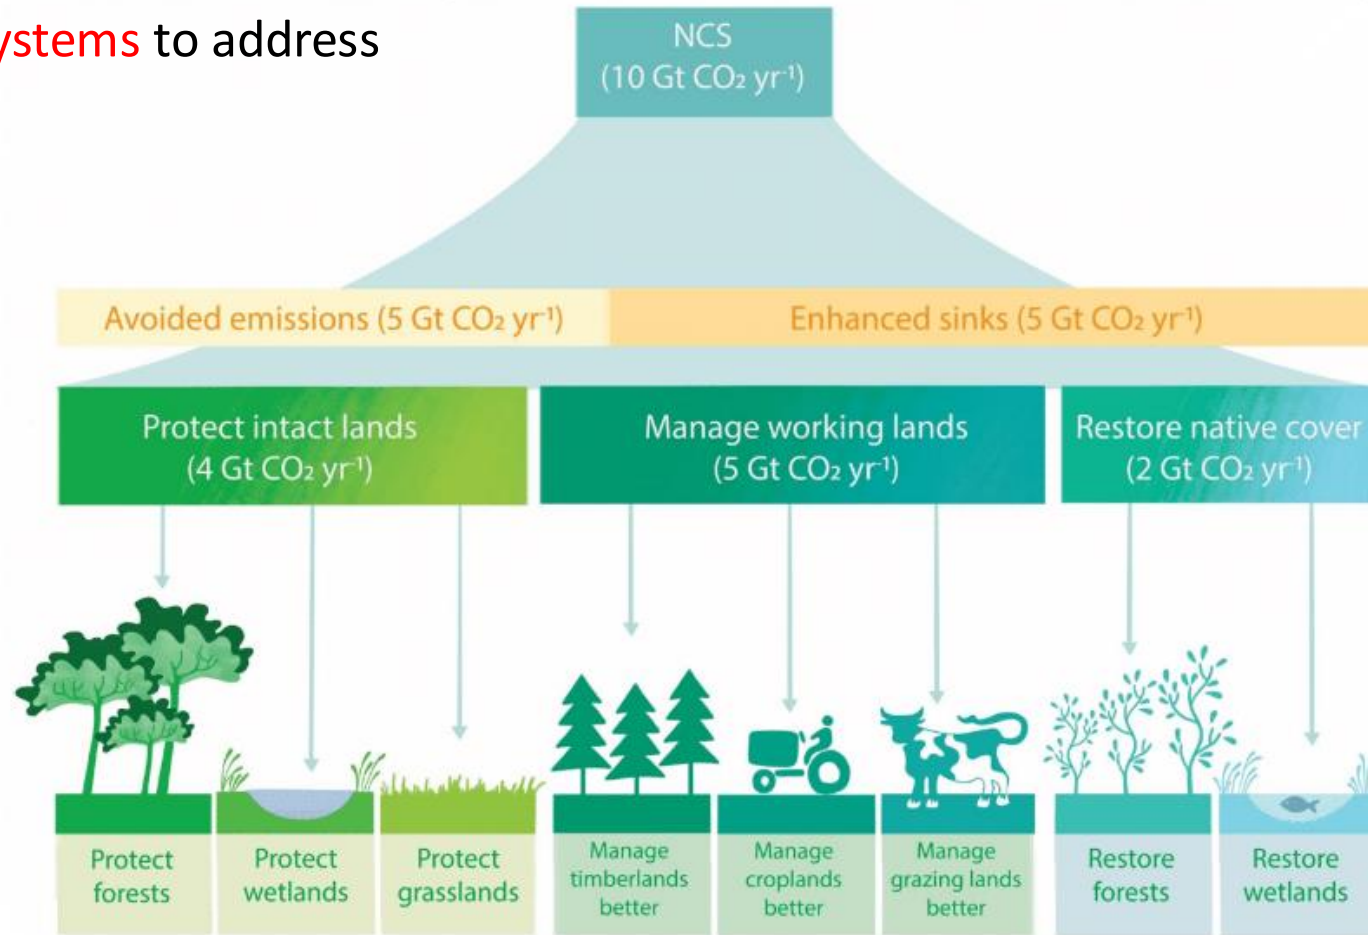 ystems to address
NCS
(10 Gt CO₂ yr⁻¹)
Avoided emissions (5 Gt CO₂ yr⁻¹)
Enhanced sinks (5 Gt CO₂ yr⁻¹)
Protect intact lands
(4 Gt CO₂ yr⁻¹)
Manage working lands
(5 Gt CO₂ yr⁻¹)
Restore native cover
(2 Gt CO₂ yr⁻¹)
Protect
forests
Protect
wetlands
Protect
grasslands
Manage
timberlands
better
Manage
croplands
better
Manage
grazing lands
better
Restore
forests
Restore
wetlands